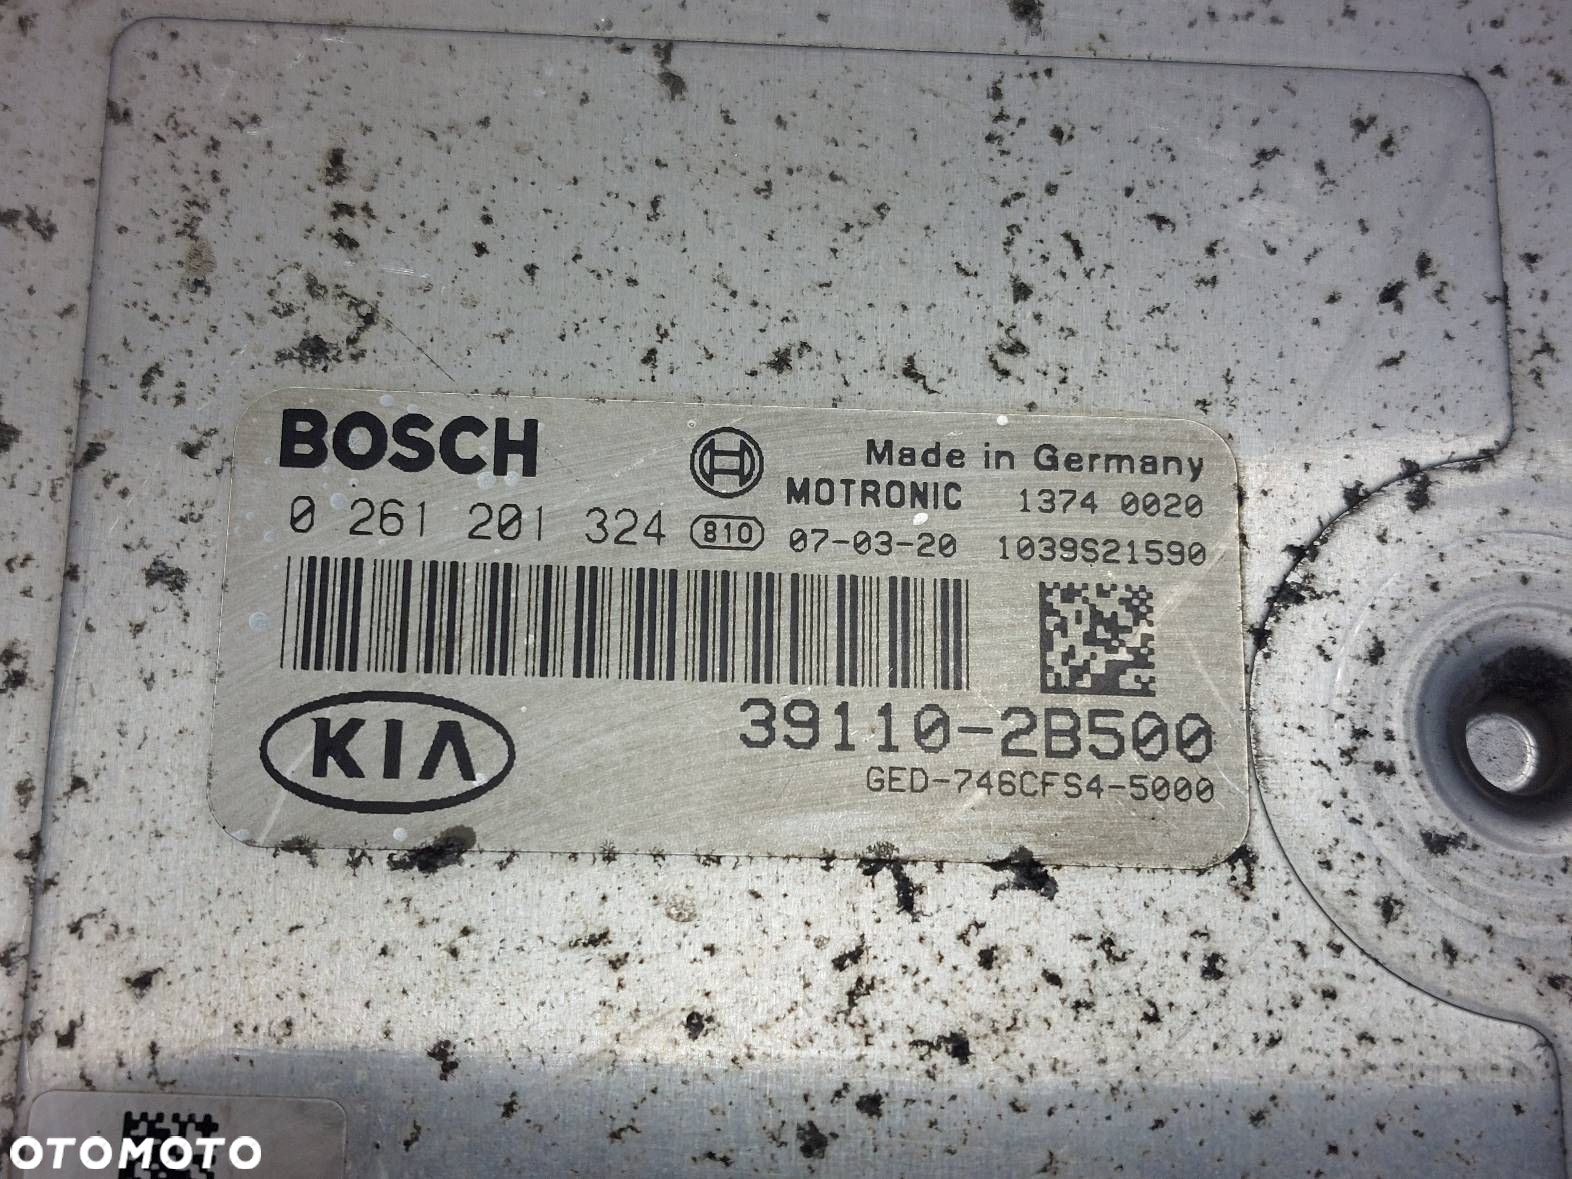 BOSCH
Made in Germany
MOTRONIC 1374 0020
0 261 201 324 810 07-03-20 1039S21590
KIA
39110-2B500
GED-746CFS4-5000
OTOMOTO